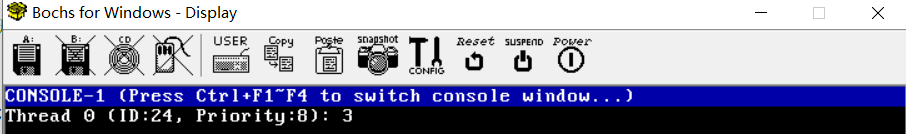 Bochs for Windows - Display
A: B: CD USER Copy Paste snapshot CONFIG Reset SUSPEND Power
CONSOLE-1 (Press Ctrl+F1~F4 to switch console window...)
Thread 0 (ID:24, Priority:8): 3